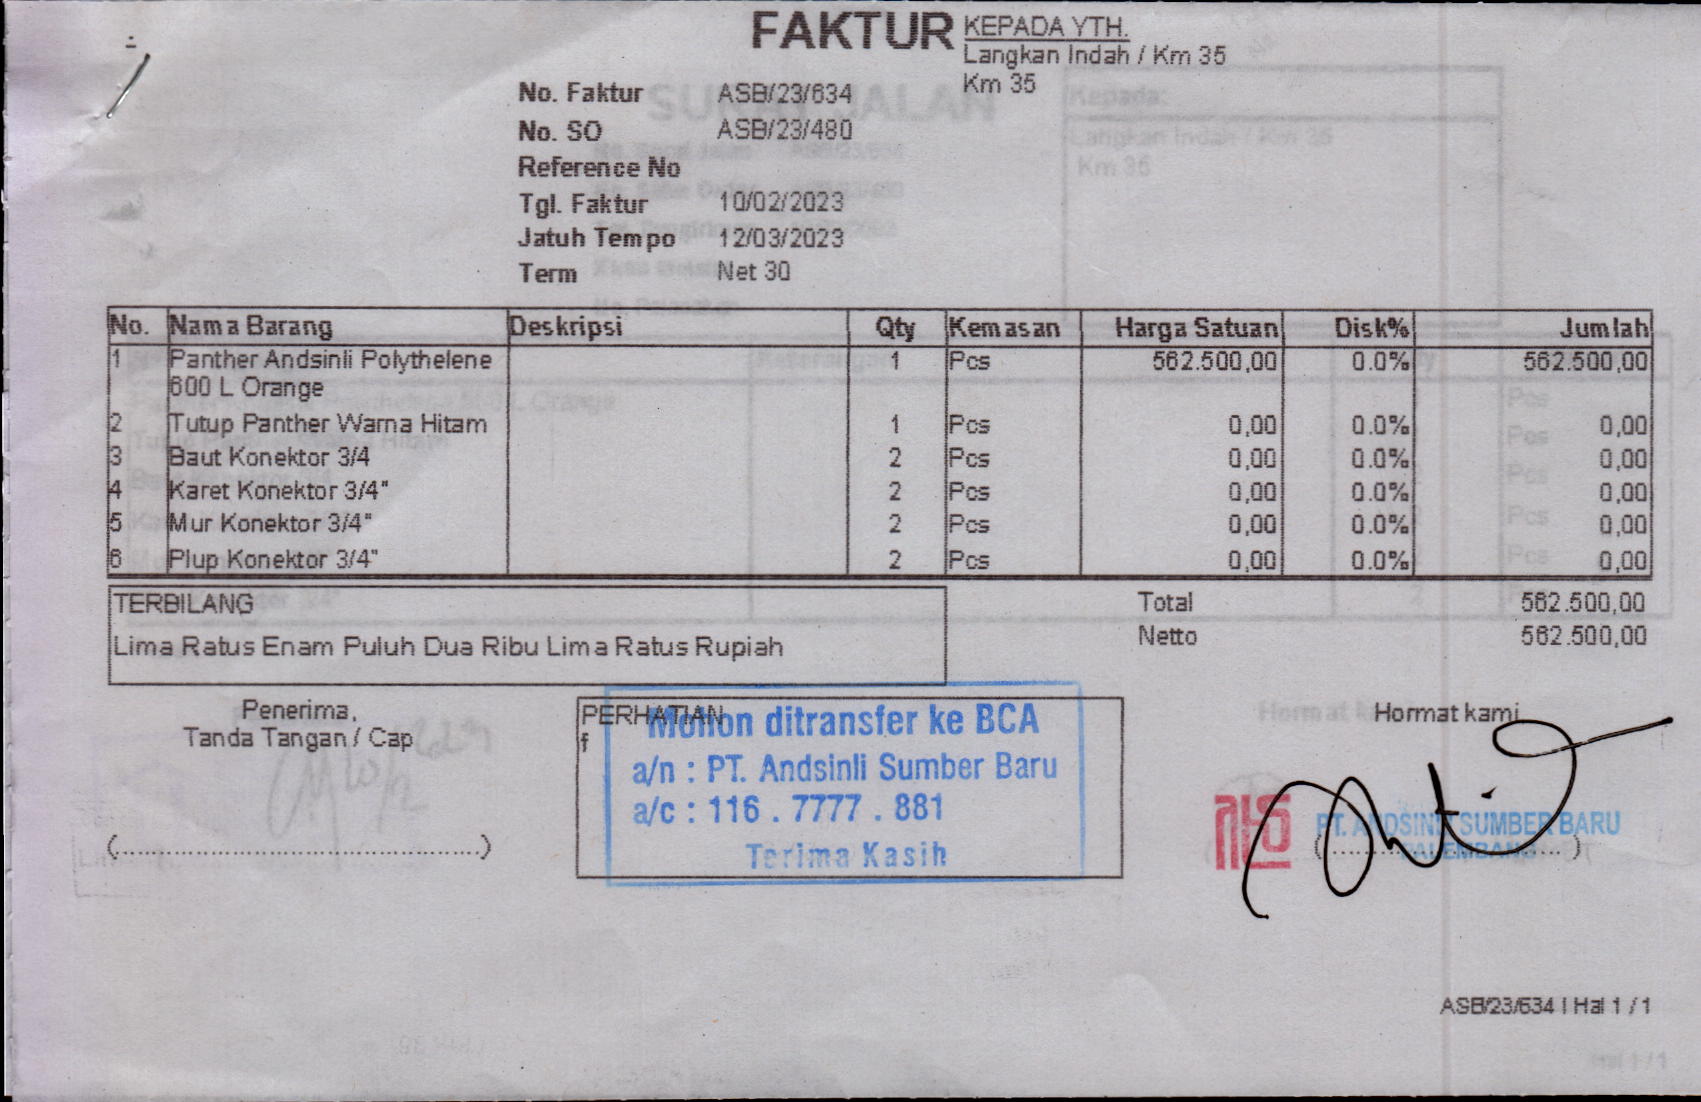 FAKTUR
KEPADA YTH.
Langkan Indah / Km 35
Km 35
No. Faktur ASB/23/634
No. SO ASB/23/480
Reference No
Tgl. Faktur 10/02/2023
Jatuh Tempo 12/03/2023
Term Net 30
No. Nama Barang Deskripsi Qty Kemasan Harga Satuan Disk% Jumlah
1 Panther Andsinli Polythelene 1 Pcs 562.500,00 0.0% 562.500,00
600 L Orange
2 Tutup Panther Warna Hitam 1 Pcs 0,00 0.0% 0,00
3 Baut Konektor 3/4 2 Pcs 0,00 0.0% 0,00
4 Karet Konektor 3/4" 2 Pcs 0,00 0.0% 0,00
5 Mur Konektor 3/4" 2 Pcs 0,00 0.0% 0,00
6 Plup Konektor 3/4" 2 Pcs 0,00 0.0% 0,00
TERBILANG
Lima Ratus Enam Puluh Dua Ribu Lima Ratus Rupiah
Total 562.500,00
Netto 562.500,00
Penerima,
Tanda Tangan / Cap
(....................................................)
PERHATIAN
f
Mohon ditransfer ke BCA
a/n : PT. Andsinli Sumber Baru
a/c : 116 . 7777 . 881
Terima Kasih
Hormat kami
PT. ANDSINLI SUMBER BARU
PALEMBANG
ASB/23/634 | Hal 1 / 1